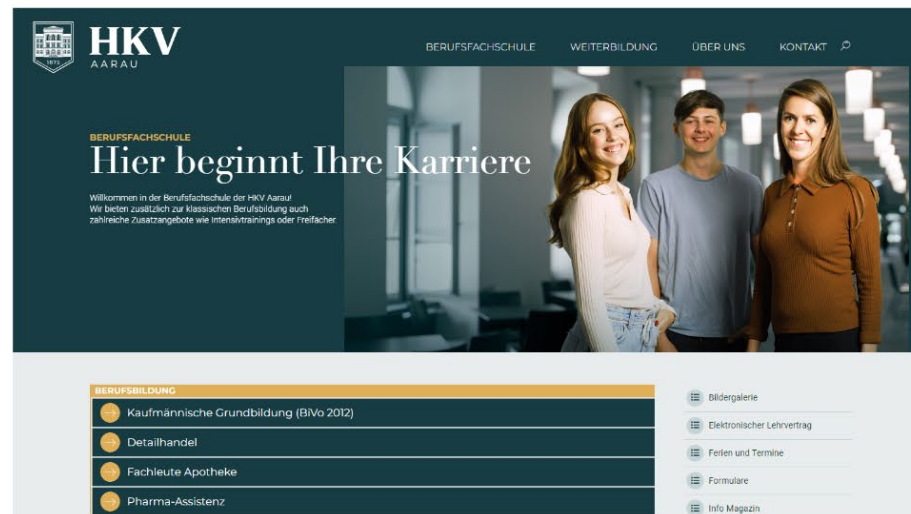 HKV
AARAU
1873
BERUFSFACHSCHULE
WEITERBILDUNG
ÜBER UNS
KONTAKT
BERUFSFACHSCHULE
Hier beginnt Ihre Karriere
Willkommen in der Berufsfachschule der HKV Aarau!
Wir bieten zusätzlich zur klassischen Berufsbildung auch
zahlreiche Zusatzangebote wie Intensivtrainings oder Freifächer.
BERUFSBILDUNG
Kaufmännische Grundbildung (BiVo 2012)
Detailhandel
Fachleute Apotheke
Pharma-Assistenz
Bildergalerie
Elektronischer Lehrvertrag
Ferien und Termine
Formulare
Info Magazin